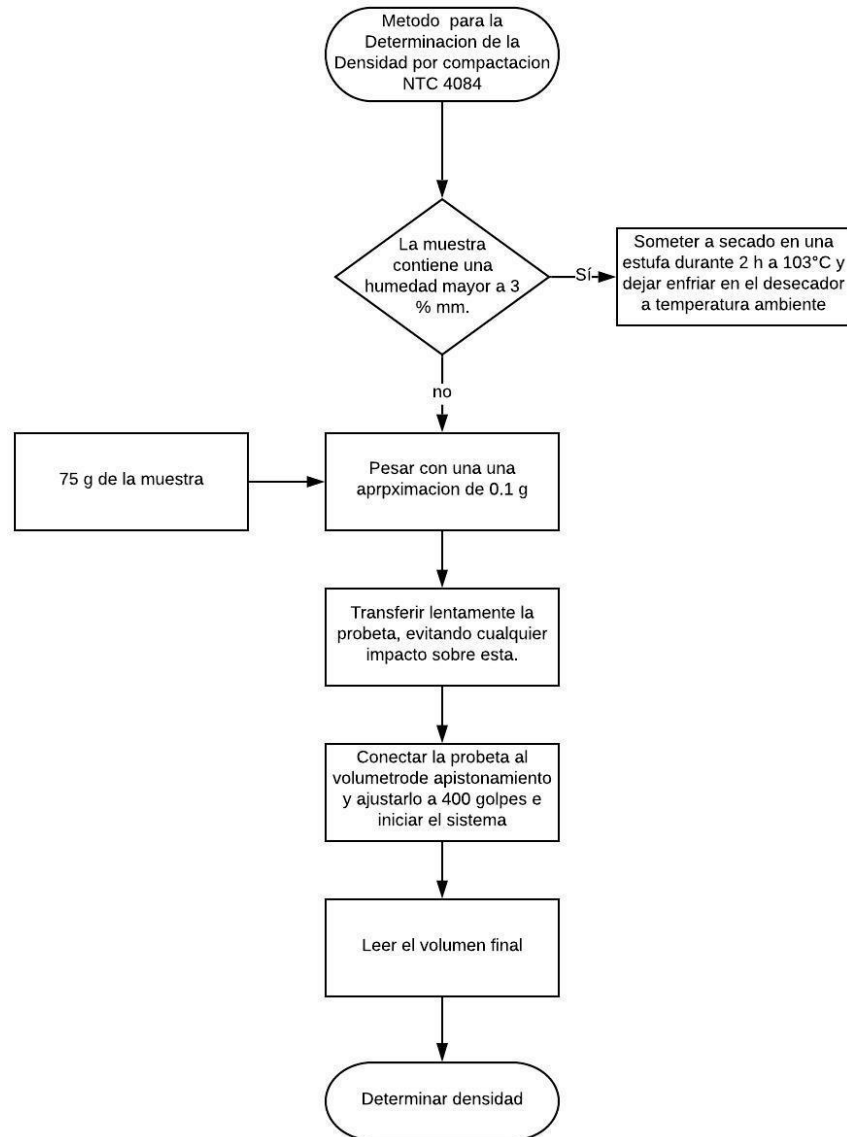 Metodo para la
Determinacion de la
Densidad por compactacion
NTC 4084
La muestra
contiene una
humedad mayor a 3
% mm.
Sí
Someter a secado en una
estufa durante 2 h a 103°C y
dejar enfriar en el desecador
a temperatura ambiente
no
75 g de la muestra
Pesar con una una
aprpximacion de 0.1 g
Transferir lentamente la
probeta, evitando cualquier
impacto sobre esta.
Conectar la probeta al
volumetrode apistonamiento
y ajustarlo a 400 golpes e
iniciar el sistema
Leer el volumen final
Determinar densidad